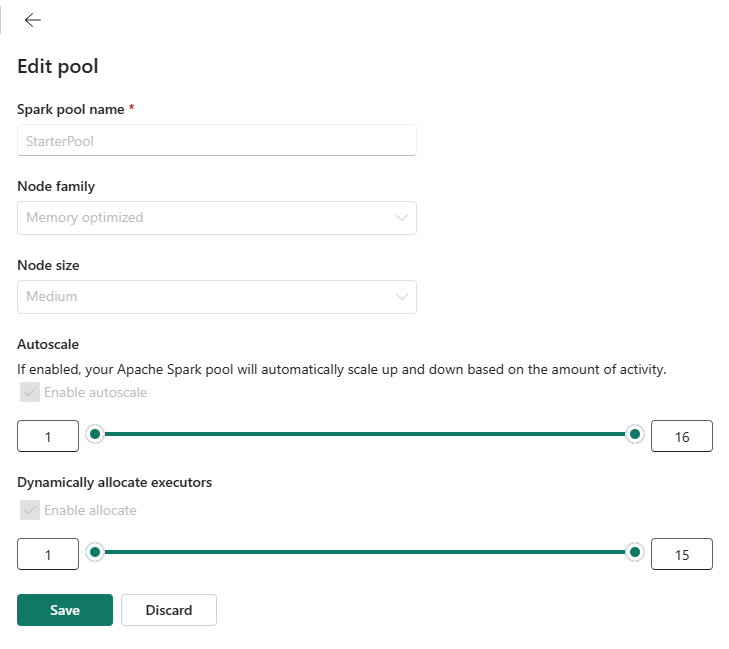 Edit pool
Spark pool name *
StarterPool
Node family
Memory optimized
Node size
Medium
Autoscale
If enabled, your Apache Spark pool will automatically scale up and down based on the amount of activity.
Enable autoscale
1 16
Dynamically allocate executors
Enable allocate
1 15
Save Discard